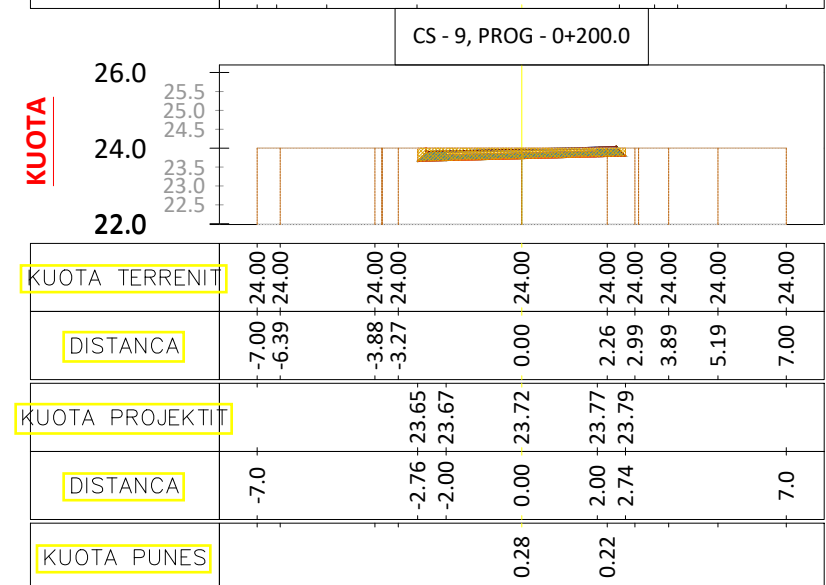 CS - 9, PROG - 0+200.0
KUOTA
26.0
25.5
25.0
24.5
24.0
23.5
23.0
22.5
22.0
KUOTA TERRENIT 24.00 24.00 24.00 24.00 24.00 24.00 24.00 24.00 24.00 24.00
DISTANCA -7.00 -6.39 -3.88 -3.27 0.00 2.26 2.99 3.89 5.19 7.00
KUOTA PROJEKTIT 23.65 23.67 23.72 23.77 23.79
DISTANCA -7.0 -2.76 -2.00 0.00 2.00 2.74 7.0
KUOTA PUNES 0.28 0.22